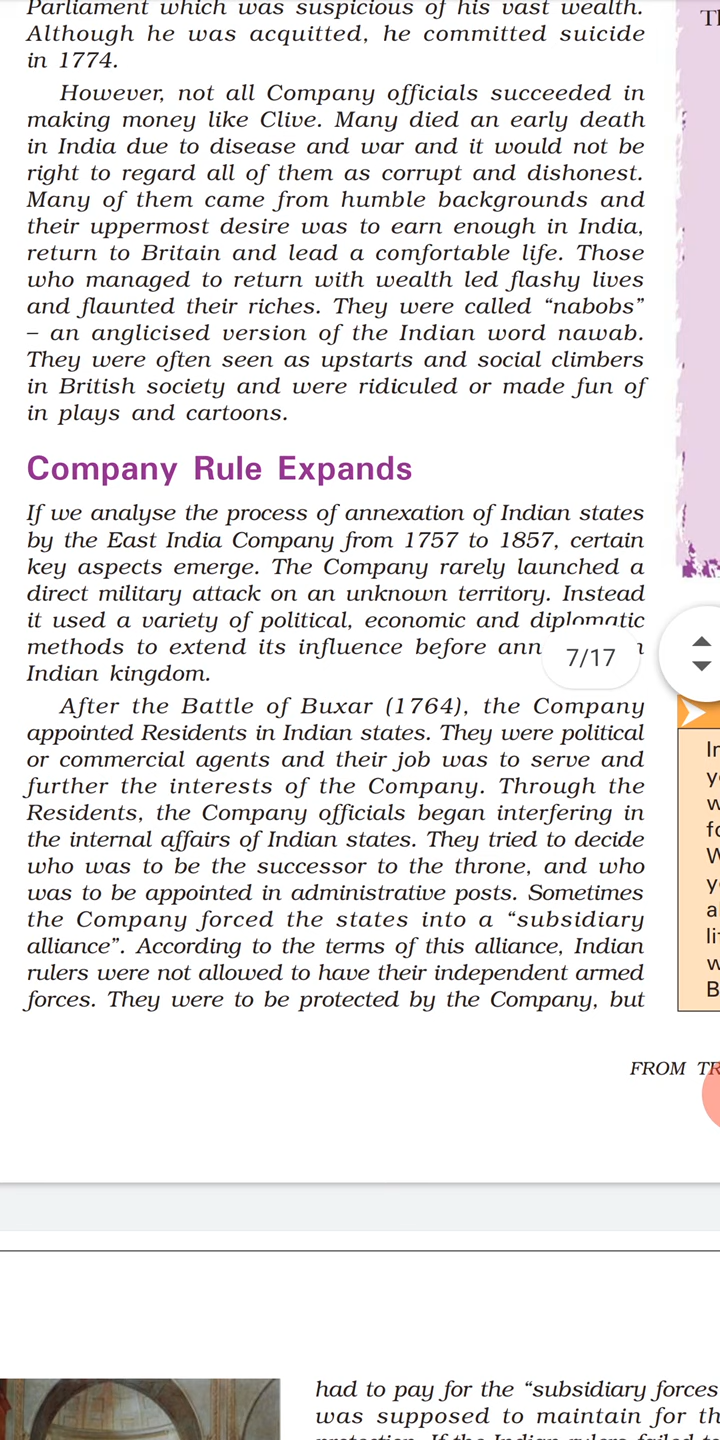 Parliament which was suspicious of his vast wealth.
Although he was acquitted, he committed suicide
in 1774.
However, not all Company officials succeeded in
making money like Clive. Many died an early death
in India due to disease and war and it would not be
right to regard all of them as corrupt and dishonest.
Many of them came from humble backgrounds and
their uppermost desire was to earn enough in India,
return to Britain and lead a comfortable life. Those
who managed to return with wealth led flashy lives
and flaunted their riches. They were called “nabobs”
– an anglicised version of the Indian word nawab.
They were often seen as upstarts and social climbers
in British society and were ridiculed or made fun of
in plays and cartoons.
Company Rule Expands
If we analyse the process of annexation of Indian states
by the East India Company from 1757 to 1857, certain
key aspects emerge. The Company rarely launched a
direct military attack on an unknown territory. Instead
it used a variety of political, economic and diplomatic
methods to extend its influence before ann
Indian kingdom.
7/17
After the Battle of Buxar (1764), the Company
appointed Residents in Indian states. They were political
or commercial agents and their job was to serve and
further the interests of the Company. Through the
Residents, the Company officials began interfering in
the internal affairs of Indian states. They tried to decide
who was to be the successor to the throne, and who
was to be appointed in administrative posts. Sometimes
the Company forced the states into a “subsidiary
alliance”. According to the terms of this alliance, Indian
rulers were not allowed to have their independent armed
forces. They were to be protected by the Company, but
FROM TR
had to pay for the “subsidiary forces
was supposed to maintain for th